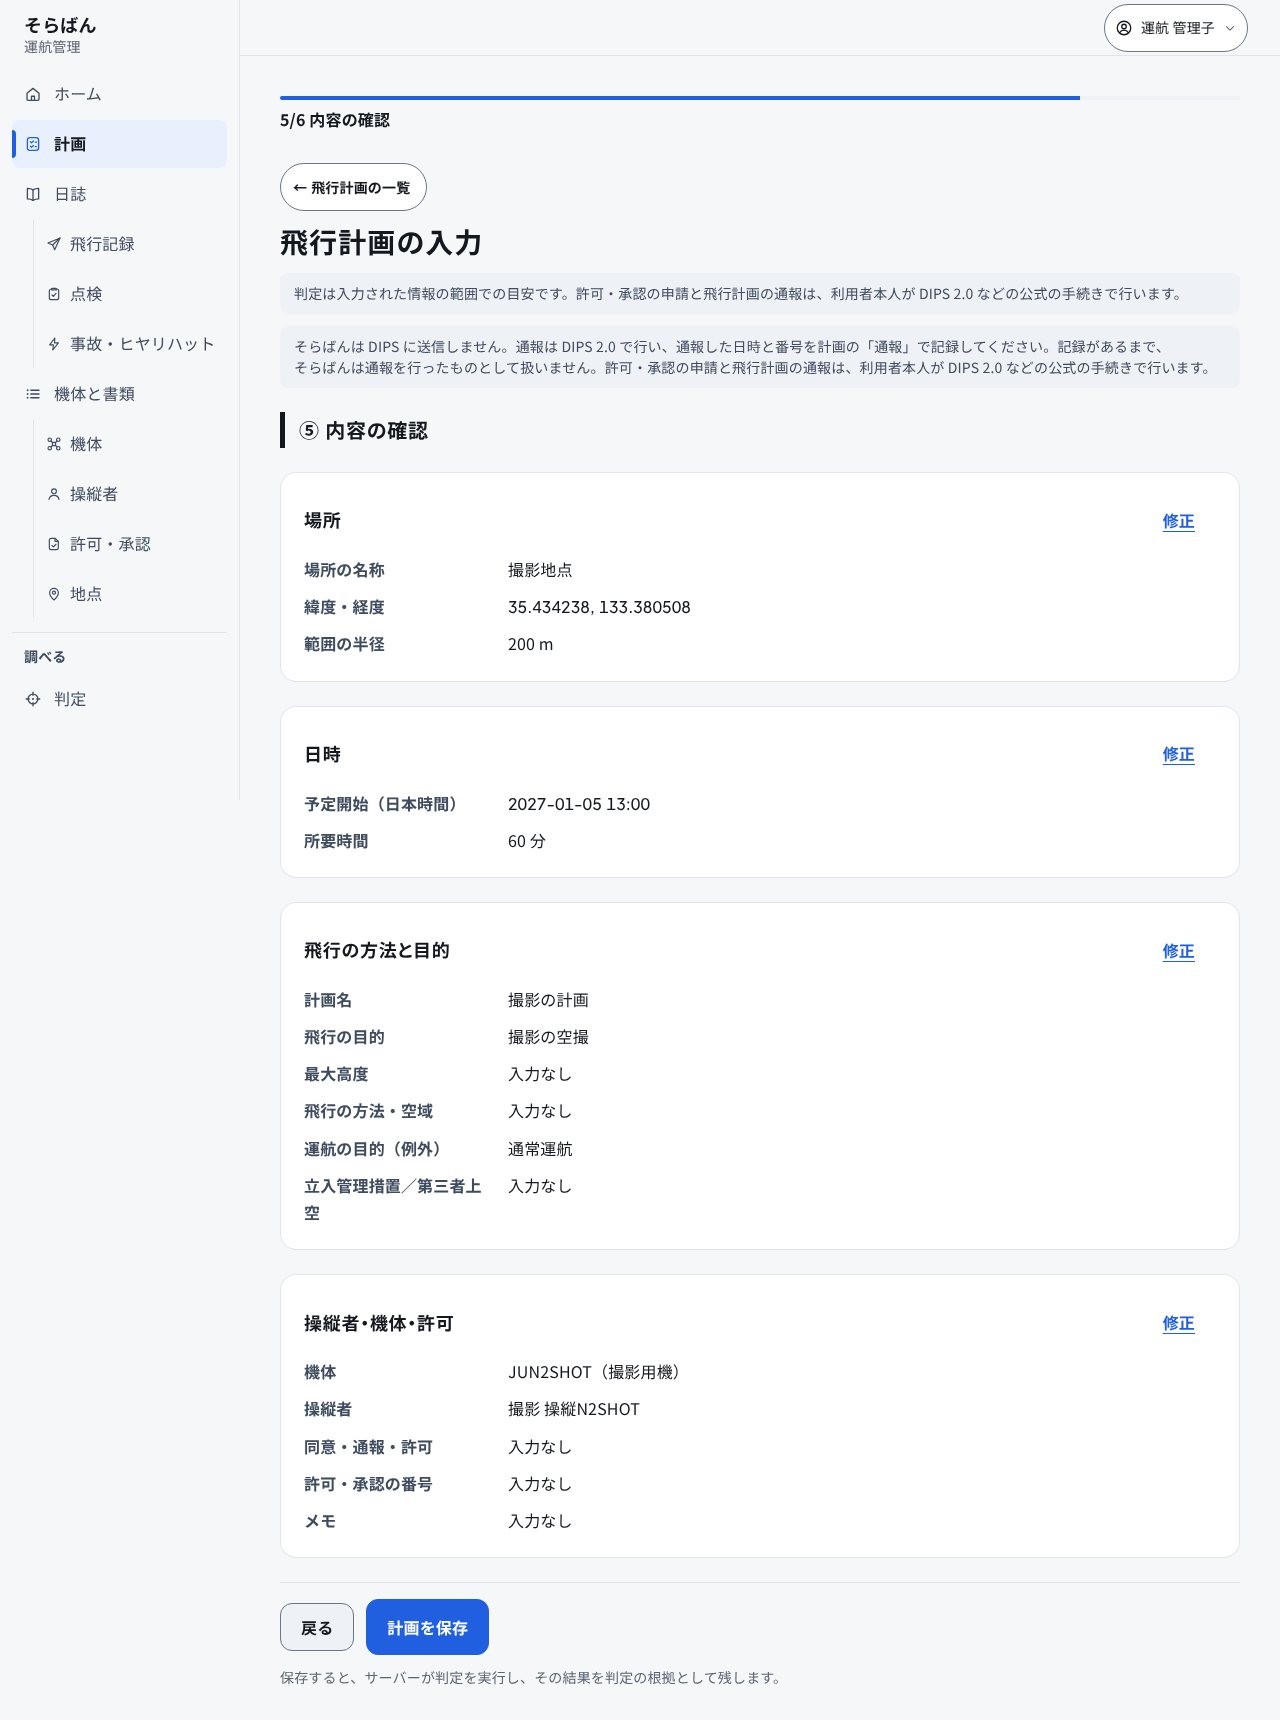 そらばん
運航管理
運航 管理子
ホーム
計画
日誌
飛行記録
点検
事故・ヒヤリハット
機体と書類
機体
操縦者
許可・承認
地点
調べる
判定
5/6 内容の確認
← 飛行計画の一覧
飛行計画の入力
判定は入力された情報の範囲での目安です。許可・承認の申請と飛行計画の通報は、利用者本人が DIPS 2.0 などの公式の手続きで行います。
そらばんは DIPS に送信しません。通報は DIPS 2.0 で行い、通報した日時と番号を計画の「通報」で記録してください。記録があるまで、
そらばんは通報を行ったものとして扱いません。許可・承認の申請と飛行計画の通報は、利用者本人が DIPS 2.0 などの公式の手続きで行います。
⑤ 内容の確認
場所 修正
場所の名称 撮影地点
緯度・経度 35.434238, 133.380508
範囲の半径 200 m
日時 修正
予定開始（日本時間） 2027-01-05 13:00
所要時間 60 分
飛行の方法と目的 修正
計画名 撮影の計画
飛行の目的 撮影の空撮
最大高度 入力なし
飛行の方法・空域 入力なし
運航の目的（例外） 通常運航
立入管理措置／第三者上 入力なし
空
操縦者・機体・許可 修正
機体 JUN2SHOT（撮影用機）
操縦者 撮影 操縦N2SHOT
同意・通報・許可 入力なし
許可・承認の番号 入力なし
メモ 入力なし
戻る 計画を保存
保存すると、サーバーが判定を実行し、その結果を判定の根拠として残します。